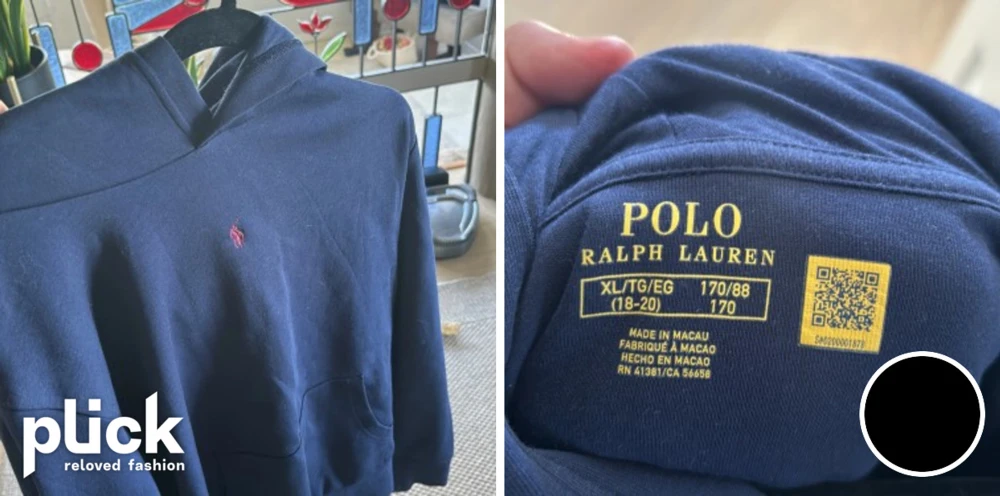 plick
reloved fashion
POLO
RALPH LAUREN
XL/TG/EG 170/88
(18-20) 170
MADE IN MACAU
FABRIQUÉ À MACAO
HECHO EN MACAO
RN 41381/CA 56658